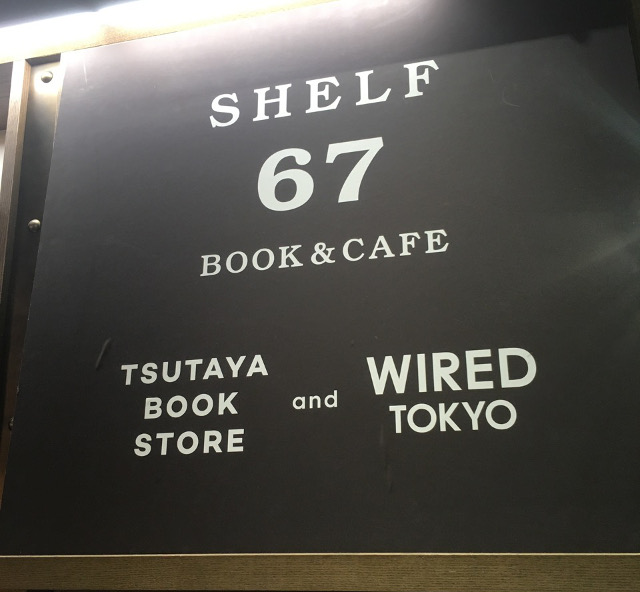 SHELF
67
BOOK & CAFE
TSUTAYA
BOOK
STORE
and
WIRED
TOKYO